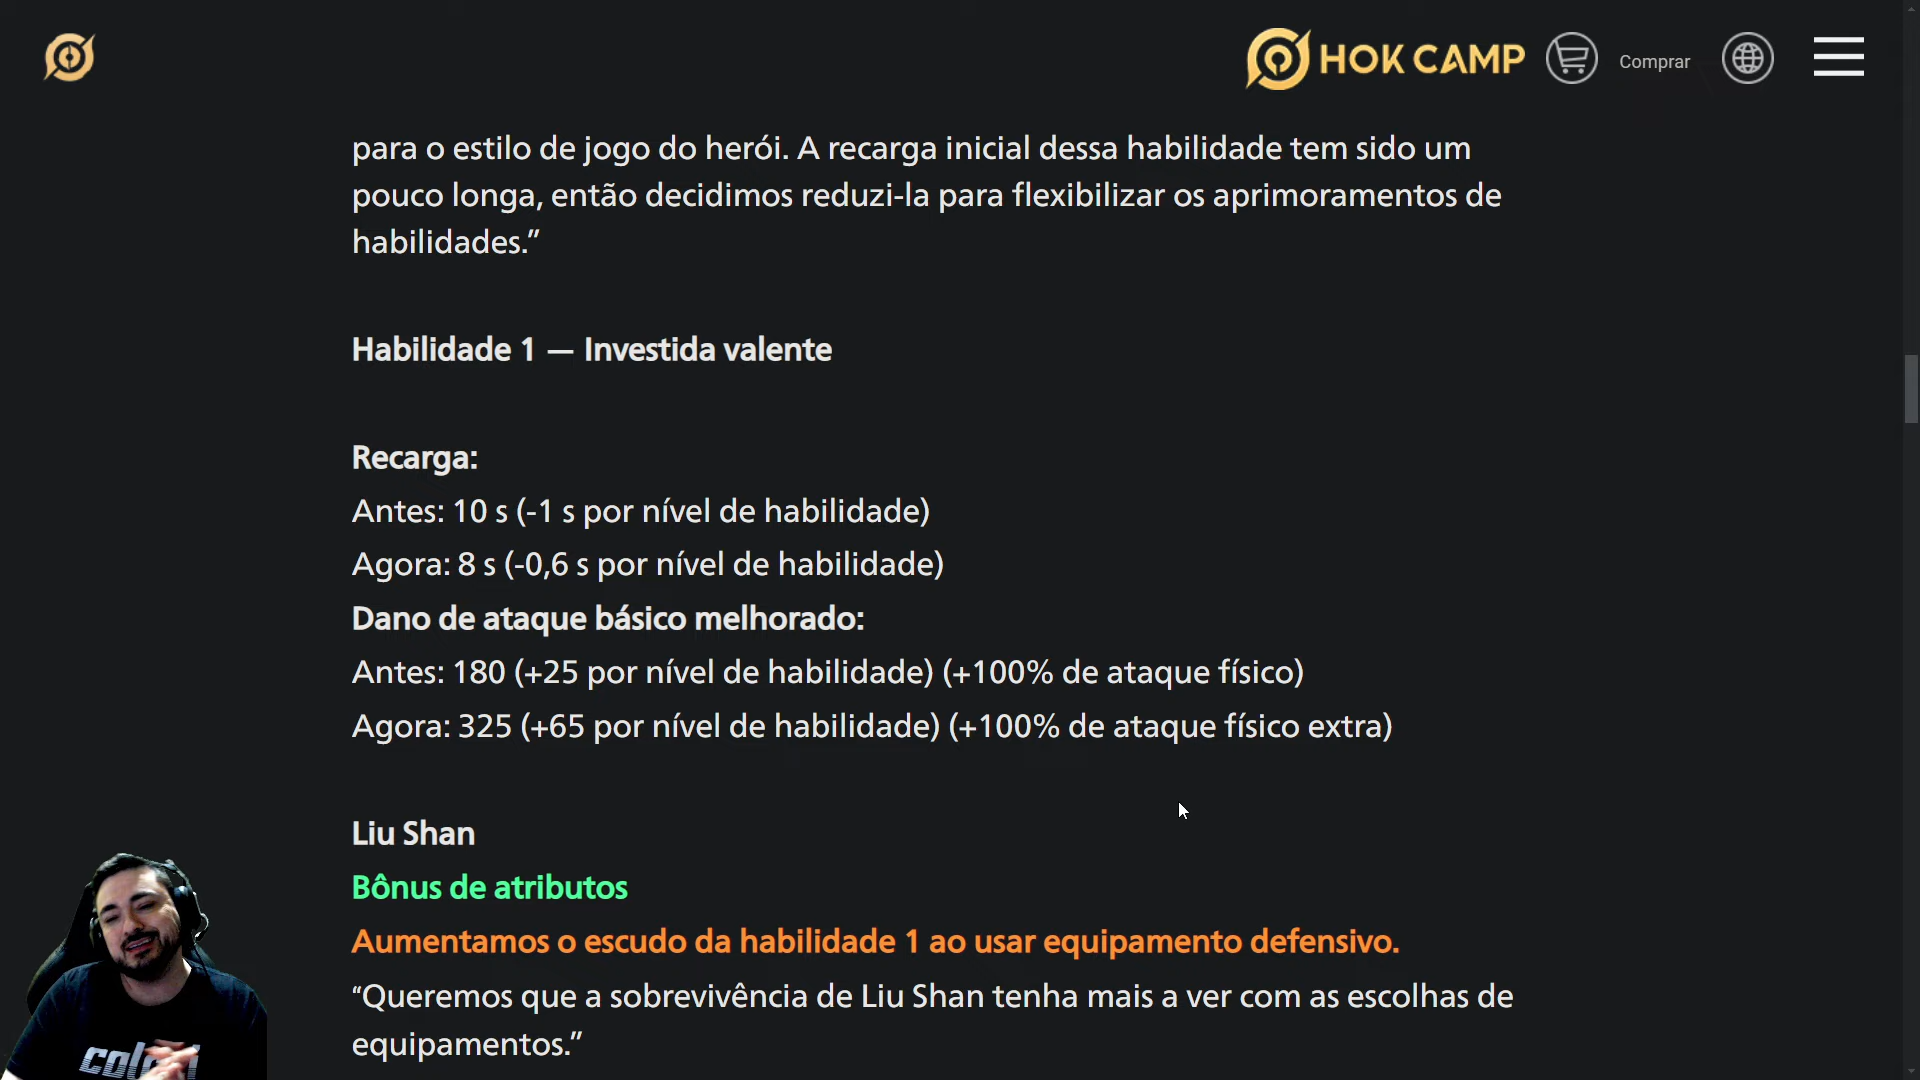 HOK CAMP
Comprar
para o estilo de jogo do herói. A recarga inicial dessa habilidade tem sido um
pouco longa, então decidimos reduzi-la para flexibilizar os aprimoramentos de
habilidades.”
Habilidade 1 — Investida valente
Recarga:
Antes: 10 s (-1 s por nível de habilidade)
Agora: 8 s (-0,6 s por nível de habilidade)
Dano de ataque básico melhorado:
Antes: 180 (+25 por nível de habilidade) (+100% de ataque físico)
Agora: 325 (+65 por nível de habilidade) (+100% de ataque físico extra)
Liu Shan
Bônus de atributos
Aumentamos o escudo da habilidade 1 ao usar equipamento defensivo.
“Queremos que a sobrevivência de Liu Shan tenha mais a ver com as escolhas de
equipamentos.”